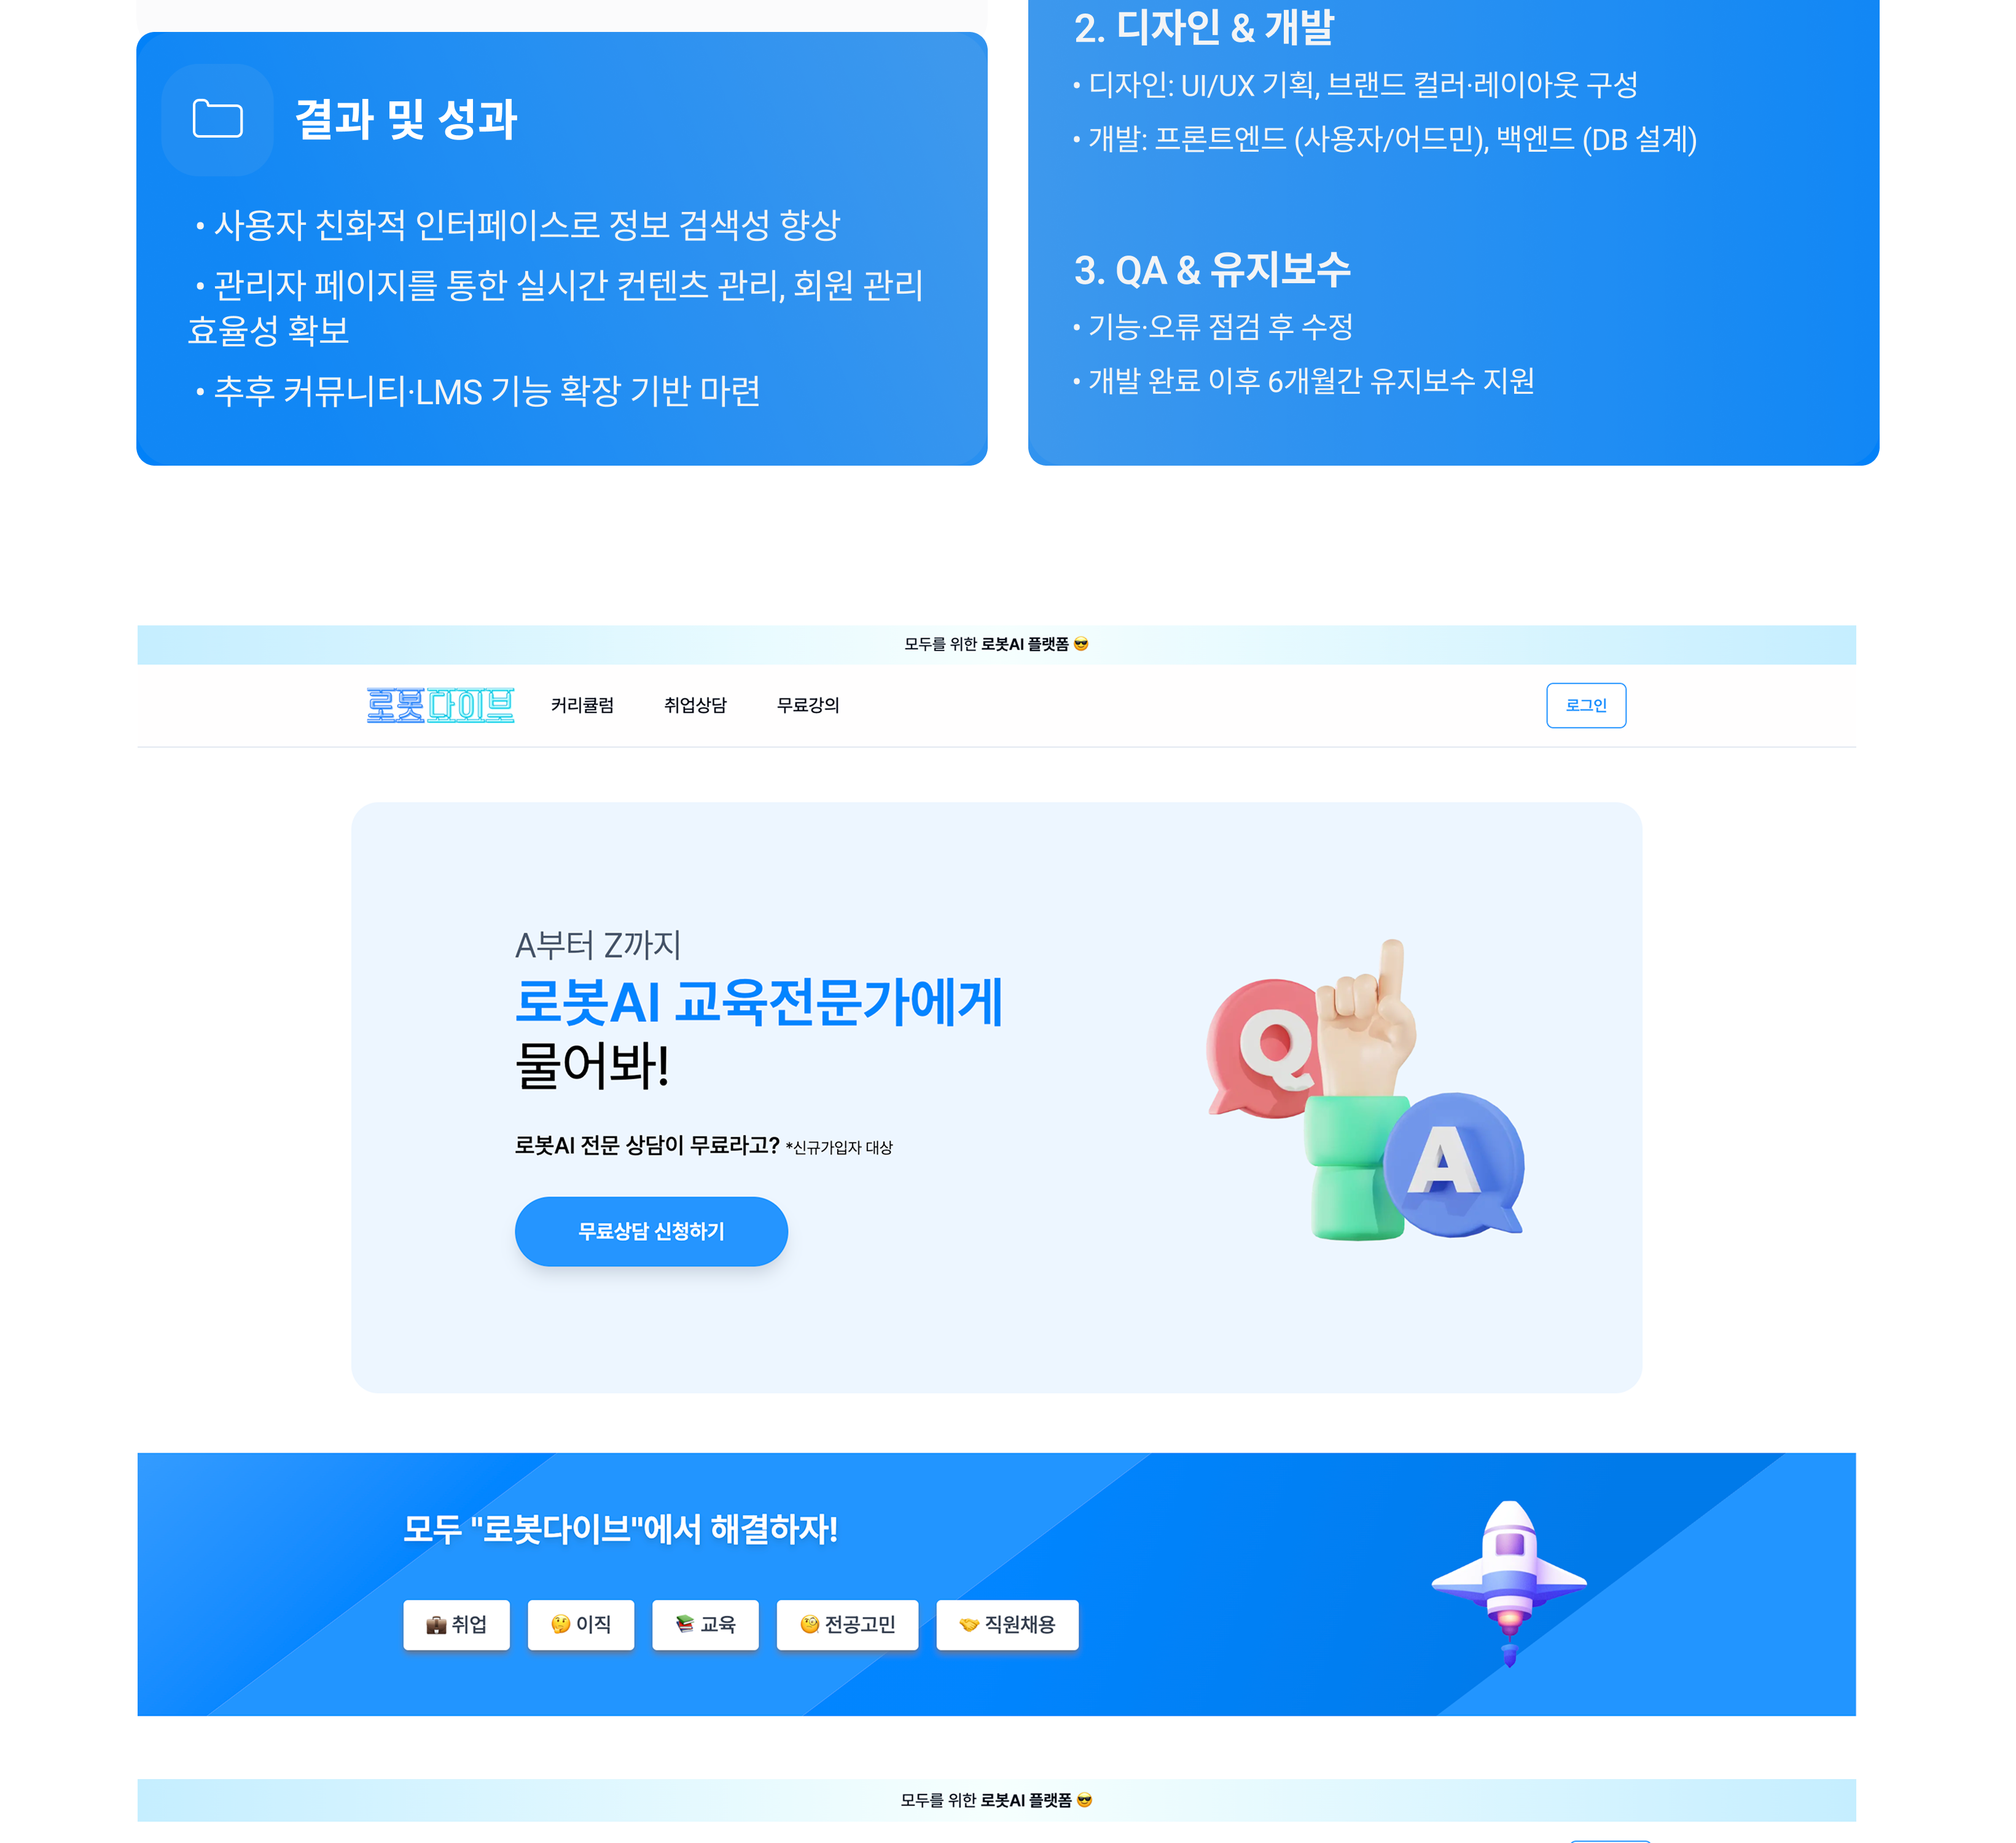 결과 및 성과
• 사용자 친화적 인터페이스로 정보 검색성 향상
• 관리자 페이지를 통한 실시간 컨텐츠 관리, 회원 관리
효율성 확보
• 추후 커뮤니티·LMS 기능 확장 기반 마련
2. 디자인 & 개발
• 디자인: UI/UX 기획, 브랜드 컬러·레이아웃 구성
• 개발: 프론트엔드 (사용자/어드민), 백엔드 (DB 설계)
3. QA & 유지보수
• 기능·오류 점검 후 수정
• 개발 완료 이후 6개월간 유지보수 지원
모두를 위한 로봇AI 플랫폼 😎
로봇다이브 커리큘럼 취업상담 무료강의 로그인
A부터 Z까지
로봇AI 교육전문가에게
물어봐!
로봇AI 전문 상담이 무료라고? *신규가입자 대상
무료상담 신청하기
Q
A
모두 "로봇다이브"에서 해결하자!
💼 취업 🤔 이직 📚 교육 🧐 전공고민 🤝 직원채용
모두를 위한 로봇AI 플랫폼 😎